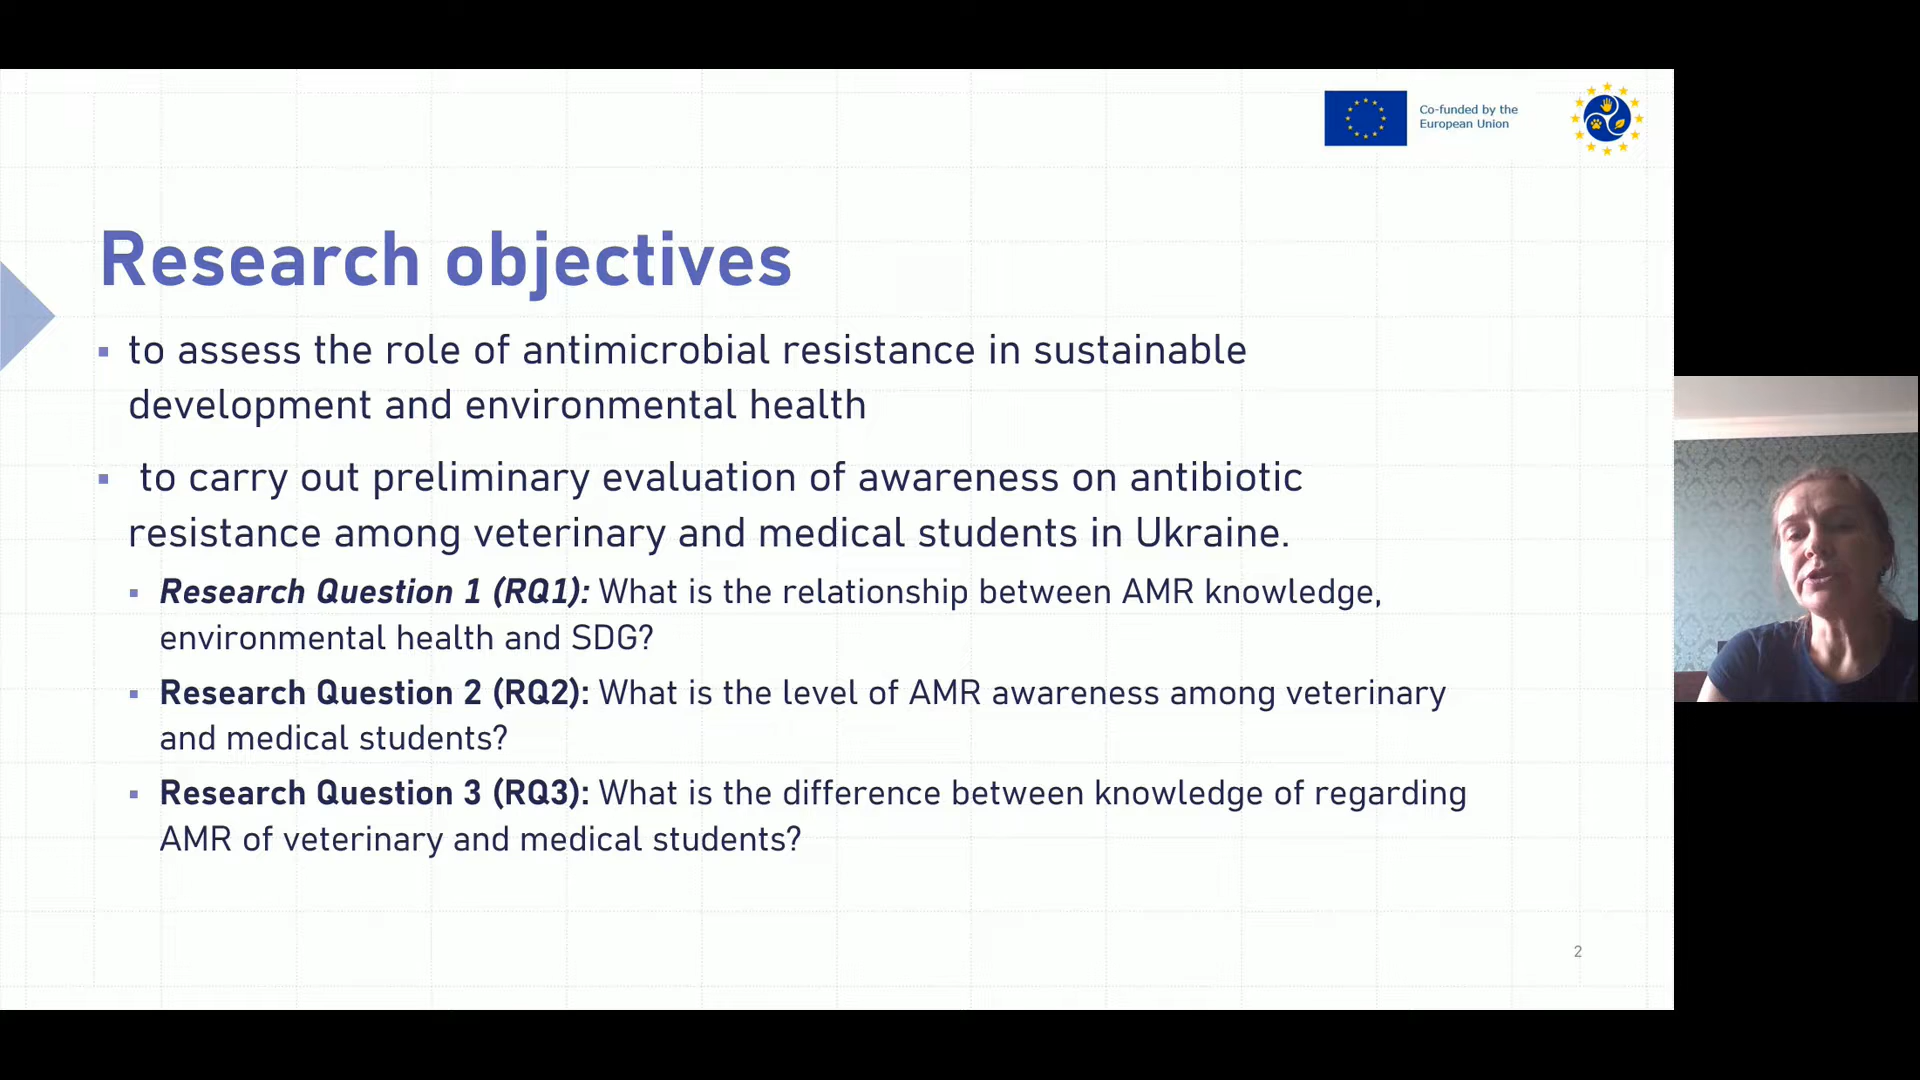 Co-funded by the
European Union
Research objectives
▪ to assess the role of antimicrobial resistance in sustainable
development and environmental health
▪ to carry out preliminary evaluation of awareness on antibiotic
resistance among veterinary and medical students in Ukraine.
▪ Research Question 1 (RQ1): What is the relationship between AMR knowledge,
environmental health and SDG?
▪ Research Question 2 (RQ2): What is the level of AMR awareness among veterinary
and medical students?
▪ Research Question 3 (RQ3): What is the difference between knowledge of regarding
AMR of veterinary and medical students?
2